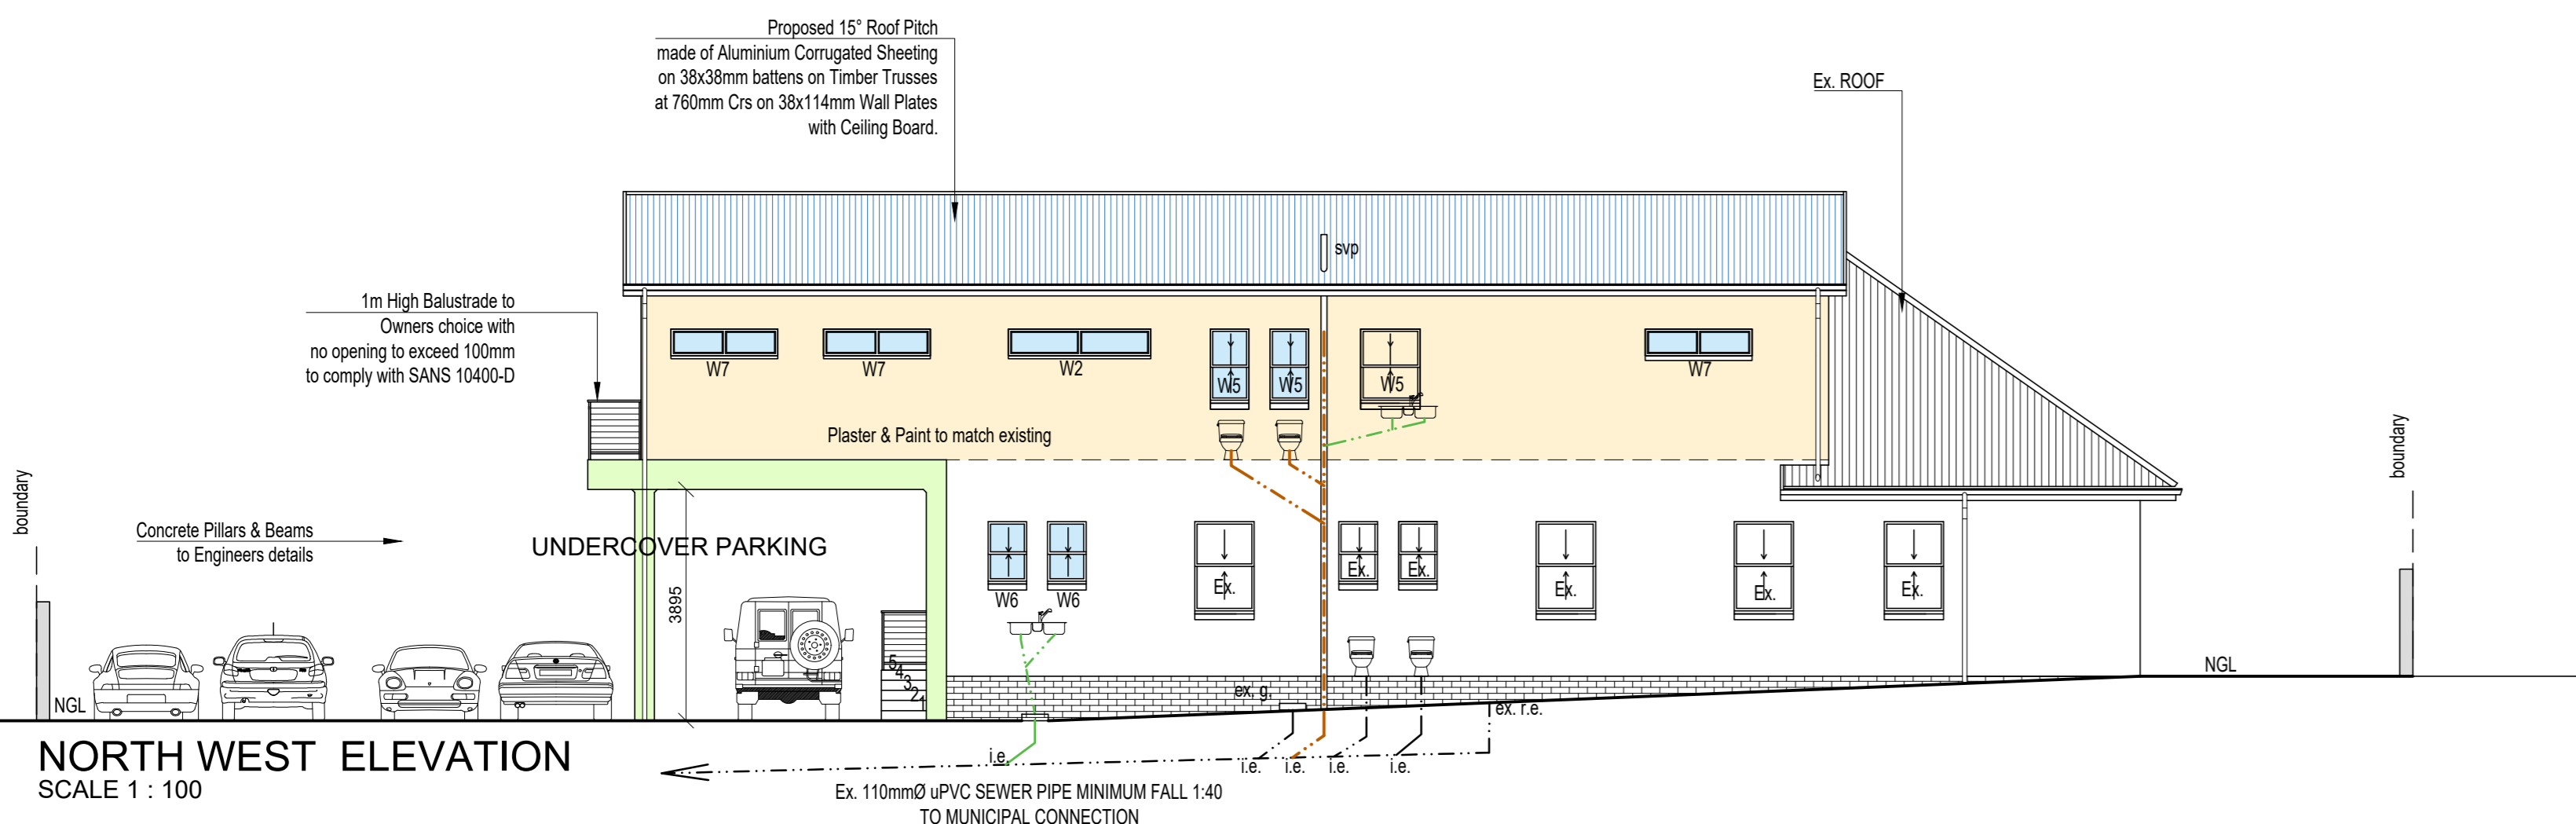 Proposed 15° Roof Pitch
made of Aluminium Corrugated Sheeting
on 38x38mm battens on Timber Trusses
at 760mm Crs on 38x114mm Wall Plates
with Ceiling Board.
Ex. ROOF
svp
1m High Balustrade to
Owners choice with
no opening to exceed 100mm
to comply with SANS 10400-D
W7
W7
W2
W5
W5
W5
W7
Plaster & Paint to match existing
boundary
boundary
Concrete Pillars & Beams
to Engineers details
UNDERCOVER PARKING
3895
W6
W6
Ex.
Ex.
Ex.
Ex.
Ex.
Ex.
5
4
3
2
1
NGL
NGL
ex. g.
ex. r.e.
i.e.
i.e.
i.e.
i.e.
i.e.
NORTH WEST ELEVATION
SCALE 1 : 100
Ex. 110mmØ uPVC SEWER PIPE MINIMUM FALL 1:40
TO MUNICIPAL CONNECTION